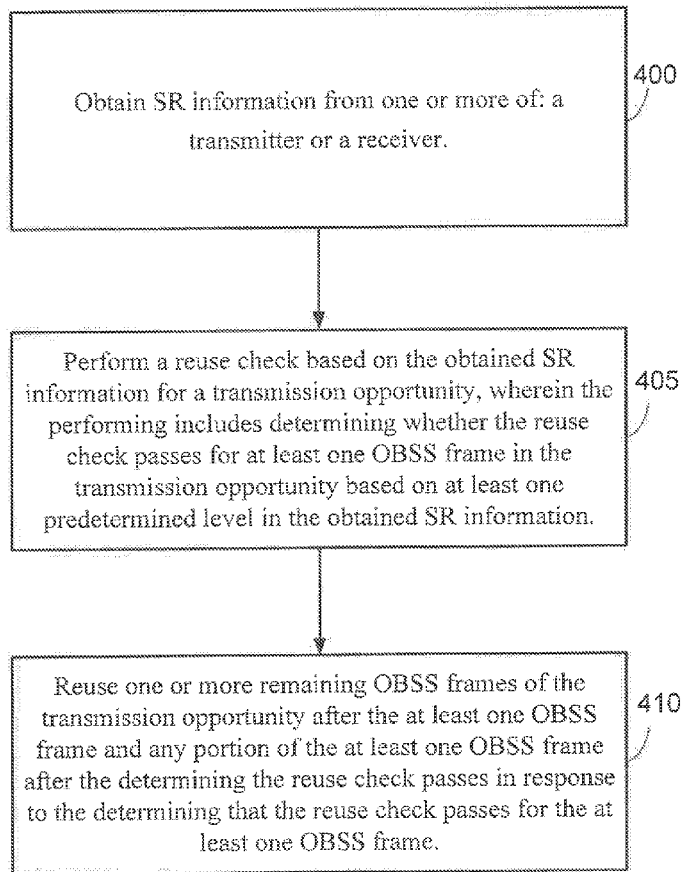 Obtain SR information from one or more of: a
transmitter or a receiver.
400
Perform a reuse check based on the obtained SR
information for a transmission opportunity, wherein the
performing includes determining whether the reuse
check passes for at least one OBSS frame in the
transmission opportunity based on at least one
predetermined level in the obtained SR information.
405
Reuse one or more remaining OBSS frames of the
transmission opportunity after the at least one OBSS
frame and any portion of the at least one OBSS frame
after the determining the reuse check passes in response
to the determining that the reuse check passes for the at
least one OBSS frame.
410